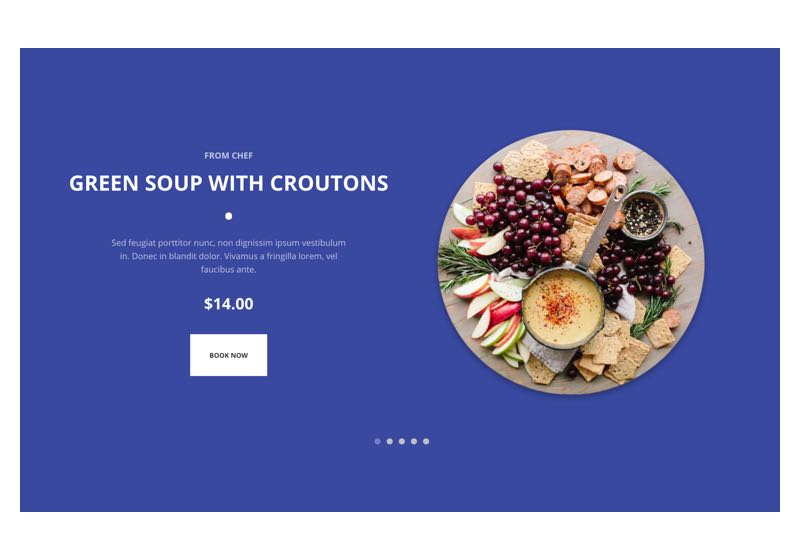 FROM CHEF
GREEN SOUP WITH CROUTONS
Sed feugiat porttitor nunc, non dignissim ipsum vestibulum
in. Donec in blandit dolor. Vivamus a fringilla lorem, vel
faucibus ante.
$14.00
BOOK NOW